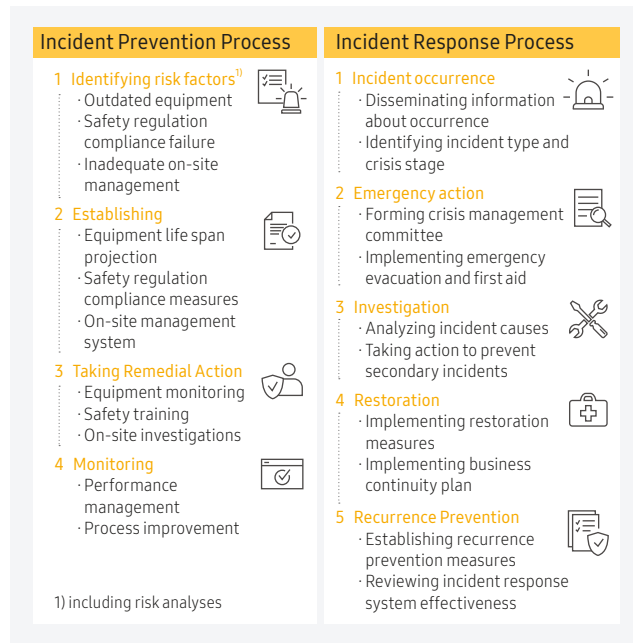 Incident Prevention Process
1 Identifying risk factors1)
· Outdated equipment
· Safety regulation
compliance failure
· Inadequate on-site
management
2 Establishing
· Equipment life span
projection
· Safety regulation
compliance measures
· On-site management
system
3 Taking Remedial Action
· Equipment monitoring
· Safety training
· On-site investigations
4 Monitoring
· Performance
management
· Process improvement
1) including risk analyses
Incident Response Process
1 Incident occurrence
· Disseminating information
about occurrence
· Identifying incident type and
crisis stage
2 Emergency action
· Forming crisis management
committee
· Implementing emergency
evacuation and first aid
3 Investigation
· Analyzing incident causes
· Taking action to prevent
secondary incidents
4 Restoration
· Implementing restoration
measures
· Implementing business
continuity plan
5 Recurrence Prevention
· Establishing recurrence
prevention measures
· Reviewing incident response
system effectiveness